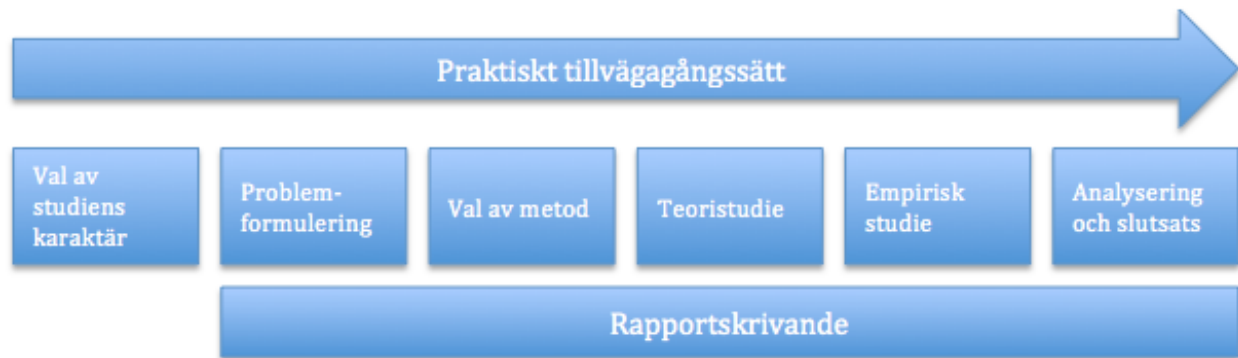 Praktiskt tillvägagångssätt
Val av
studiens
karaktär
Problem-
formulering
Val av metod
Teoristudie
Empirisk
studie
Analysering
och slutsats
Rapportskrivande